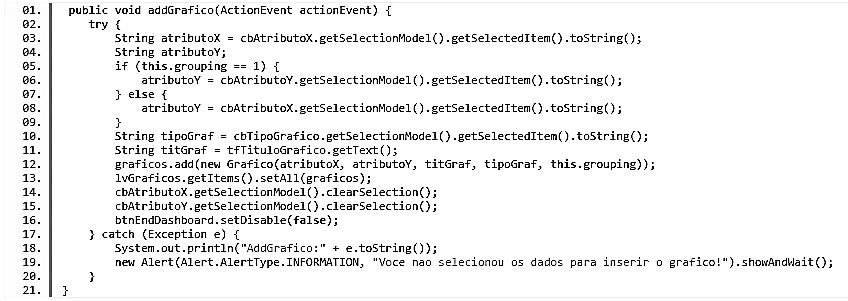 01. public void addGrafico(ActionEvent actionEvent) {
02. try {
03. String atributoX = cbAtributoX.getSelectionModel().getSelectedItem().toString();
04. String atributoY;
05. if (this.grouping == 1) {
06. atributoY = cbAtributoY.getSelectionModel().getSelectedItem().toString();
07. } else {
08. atributoY = cbAtributoX.getSelectionModel().getSelectedItem().toString();
09. }
10. String tipoGraf = cbTipoGrafico.getSelectionModel().getSelectedItem().toString();
11. String titGraf = tfTituloGrafico.getText();
12. graficos.add(new Grafico(atributoX, atributoY, titGraf, tipoGraf, this.grouping));
13. lvGraficos.getItems().setAll(graficos);
14. cbAtributoX.getSelectionModel().clearSelection();
15. cbAtributoY.getSelectionModel().clearSelection();
16. btnEndDashboard.setDisable(false);
17. } catch (Exception e) {
18. System.out.println("AddGrafico:" + e.toString());
19. new Alert(Alert.AlertType.INFORMATION, "Voce nao selecionou os dados para inserir o grafico!").showAndWait();
20. }
21. }